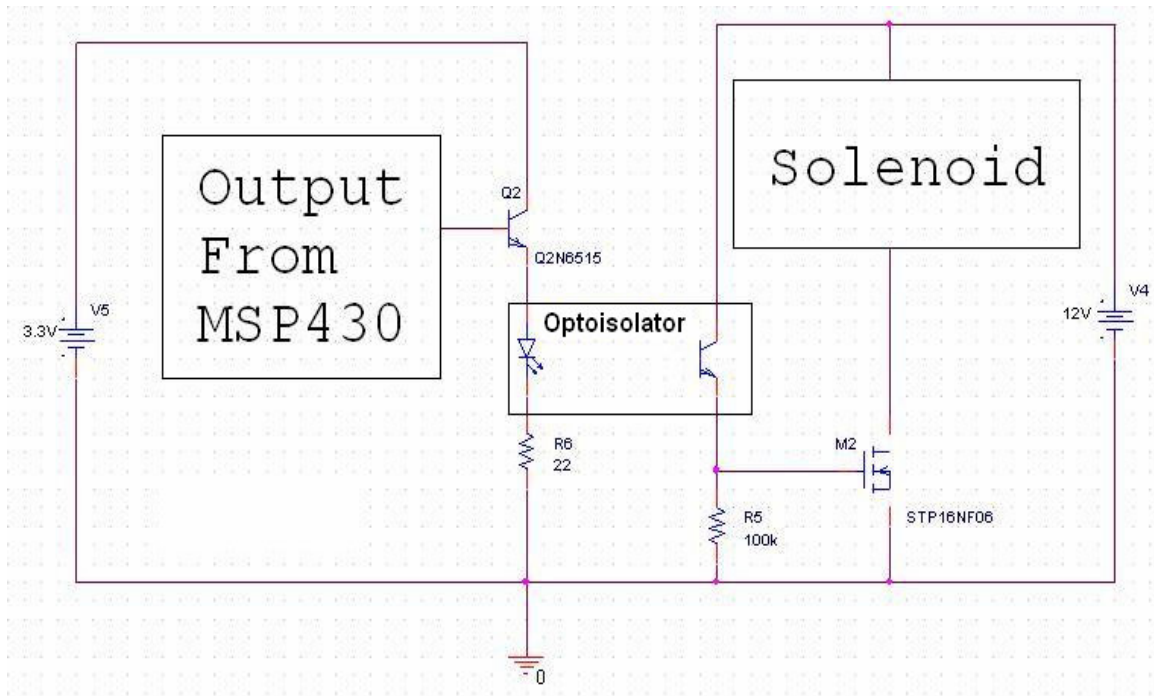 Output
From
MSP430
Solenoid
Q2
Q2N6515
V5
3.3V
Optoisolator
V4
12V
R6
22
M2
R5
100k
STP16NF06
0